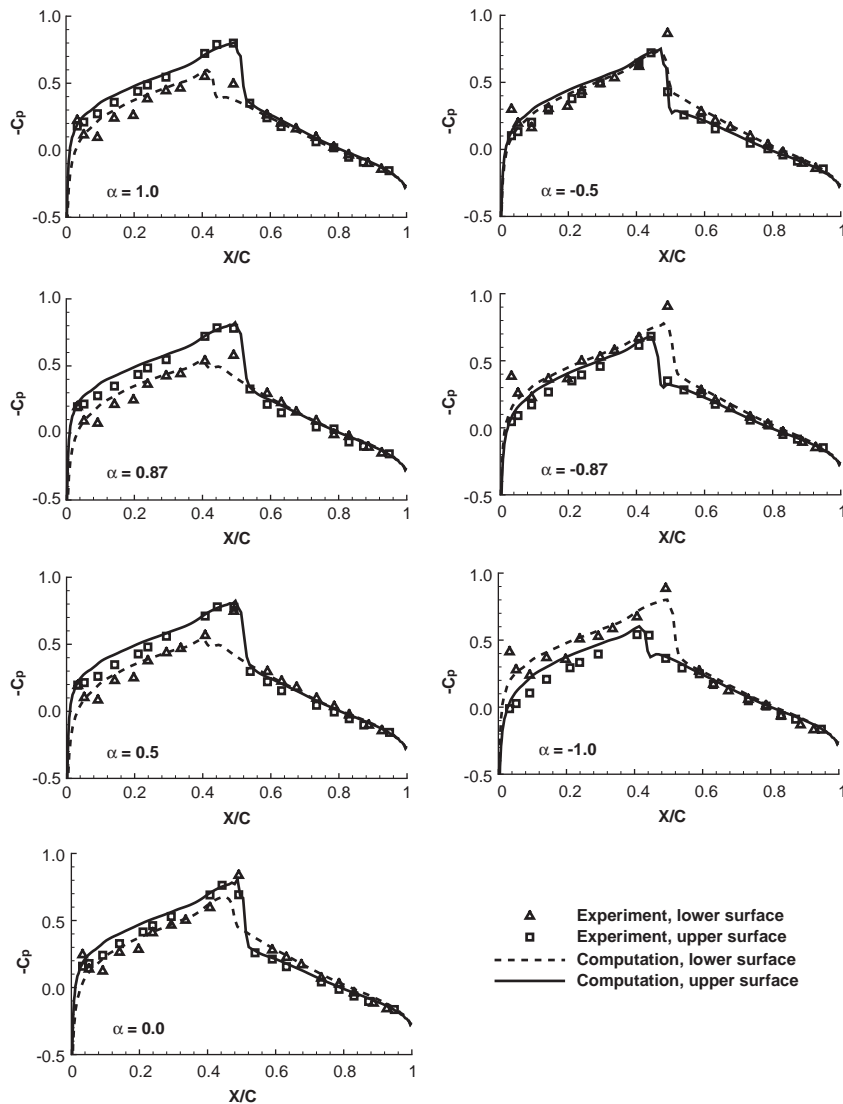 1.0
0.5
0.0
-0.5
-Cp
α = 1.0
0 0.2 0.4 0.6 0.8 1
X/C
1.0
0.5
0.0
-0.5
-Cp
α = -0.5
0 0.2 0.4 0.6 0.8 1
X/C
1.0
0.5
0.0
-0.5
-Cp
α = 0.87
0 0.2 0.4 0.6 0.8 1
X/C
1.0
0.5
0.0
-0.5
-Cp
α = -0.87
0 0.2 0.4 0.6 0.8 1
X/C
1.0
0.5
0.0
-0.5
-Cp
α = 0.5
0 0.2 0.4 0.6 0.8 1
X/C
1.0
0.5
0.0
-0.5
-Cp
α = -1.0
0 0.2 0.4 0.6 0.8 1
X/C
1.0
0.5
0.0
-0.5
-Cp
α = 0.0
0 0.2 0.4 0.6 0.8 1
X/C
Experiment, lower surface
Experiment, upper surface
Computation, lower surface
Computation, upper surface